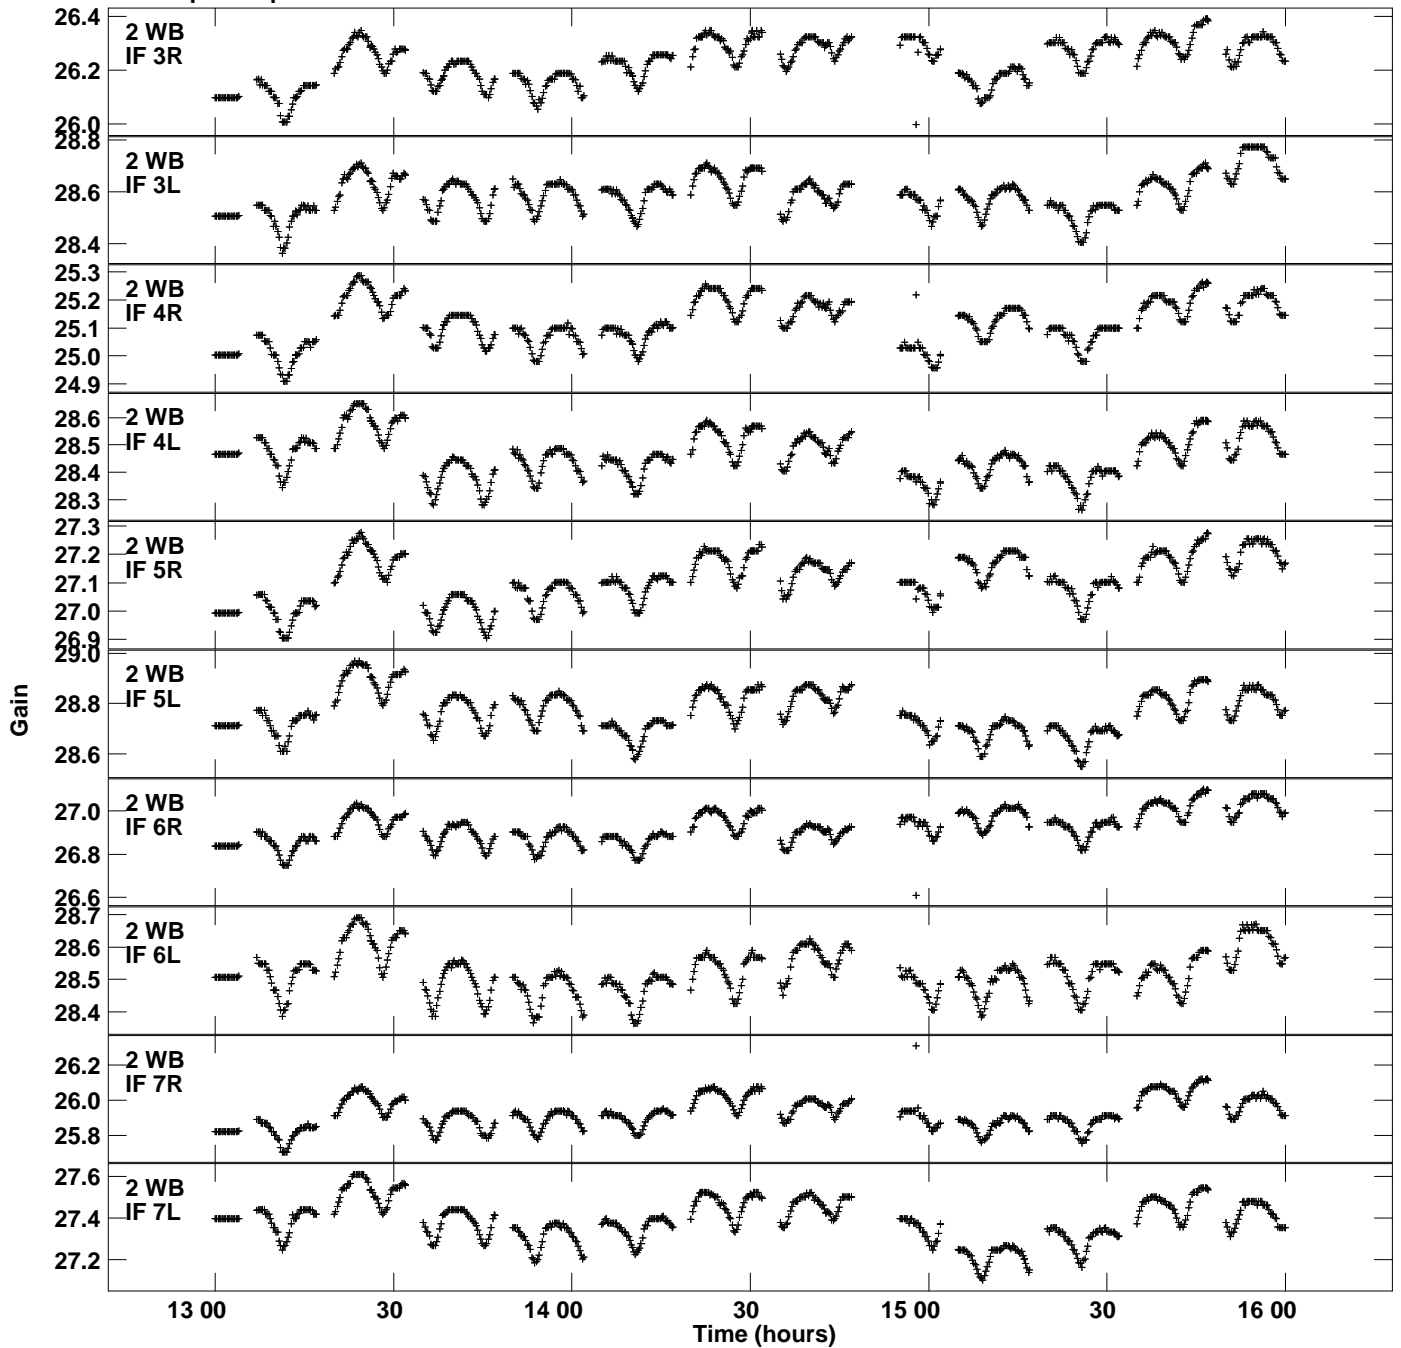 26.4
2 WB
IF 3R
26.2
26.0
28.8
2 WB
IF 3L
28.6
28.4
25.3
2 WB
IF 4R
25.2
25.1
25.0
24.9
2 WB
IF 4L
28.6
28.5
28.4
28.3
27.3
2 WB
IF 5R
27.2
27.1
27.0
26.9
29.0
2 WB
IF 5L
28.8
28.6
2 WB
IF 6R
27.0
26.8
26.6
28.7
2 WB
IF 6L
28.6
28.5
28.4
2 WB
IF 7R
26.2
26.0
25.8
27.6
2 WB
IF 7L
27.4
27.2
Gain
13 00 30 14 00 30 15 00 30 16 00
Time (hours)